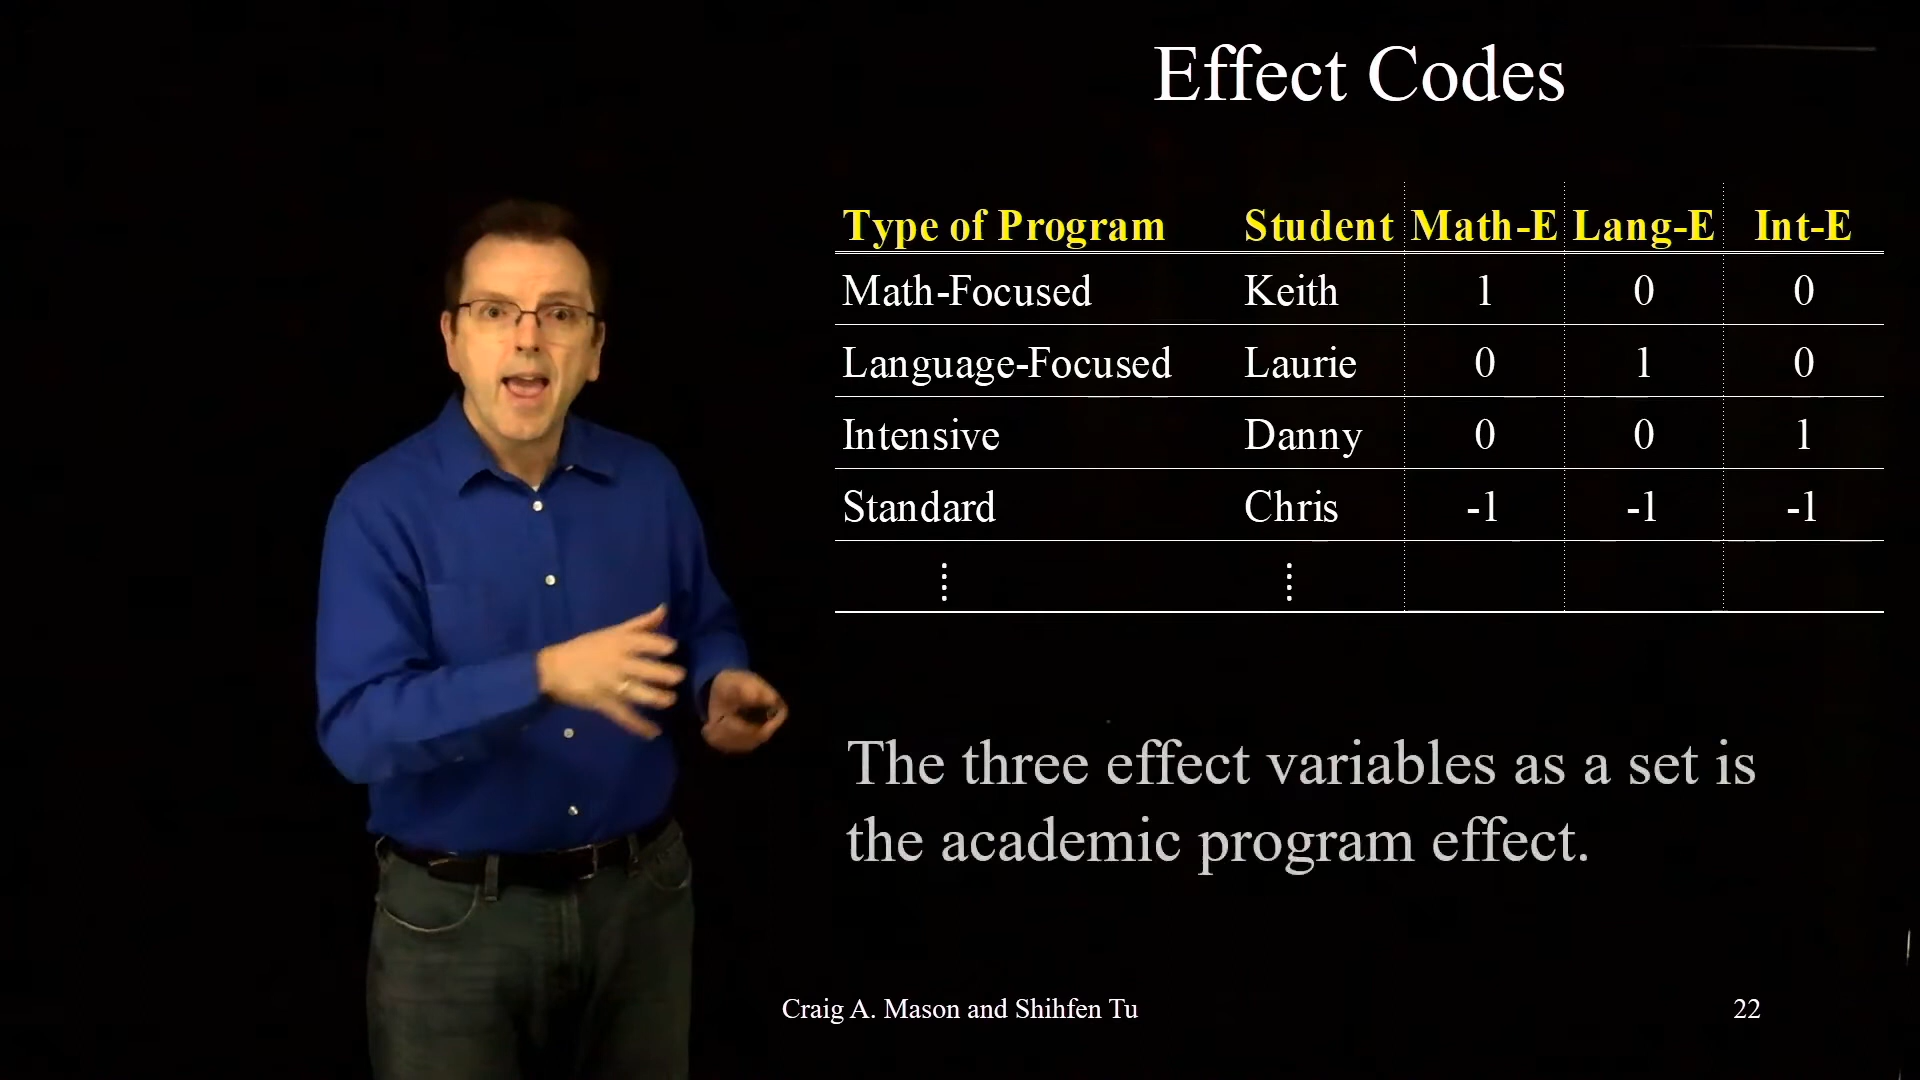 Effect Codes
Type of Program Student Math-E Lang-E Int-E
Math-Focused Keith 1 0 0
Language-Focused Laurie 0 1 0
Intensive Danny 0 0 1
Standard Chris -1 -1 -1
The three effect variables as a set is
the academic program effect.
Craig A. Mason and Shihfen Tu 22